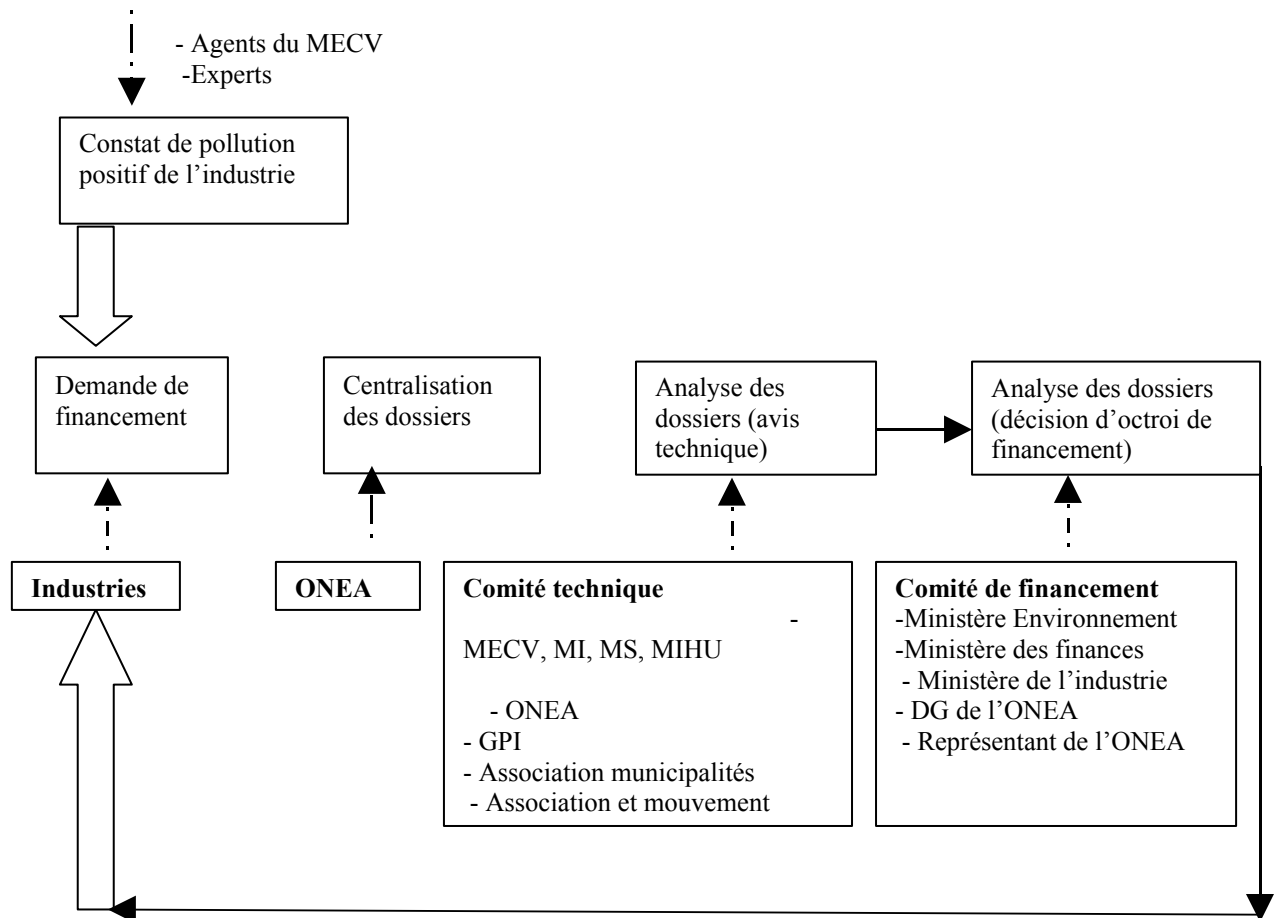 - Agents du MECV
-Experts
Constat de pollution
positif de l’industrie
Demande de
financement
Centralisation
des dossiers
Analyse des
dossiers (avis
technique)
Analyse des dossiers
(décision d’octroi de
financement)
Industries
ONEA
Comité technique
-
MECV, MI, MS, MIHU
- ONEA
- GPI
- Association municipalités
- Association et mouvement
Comité de financement
-Ministère Environnement
-Ministère des finances
- Ministère de l’industrie
- DG de l’ONEA
- Représentant de l’ONEA